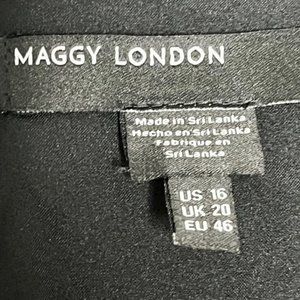 MAGGY LONDON
Made in Sri Lanka
Hecho en Sri Lanka
Fabrique en
Sri Lanka
US 16
UK 20
EU 46